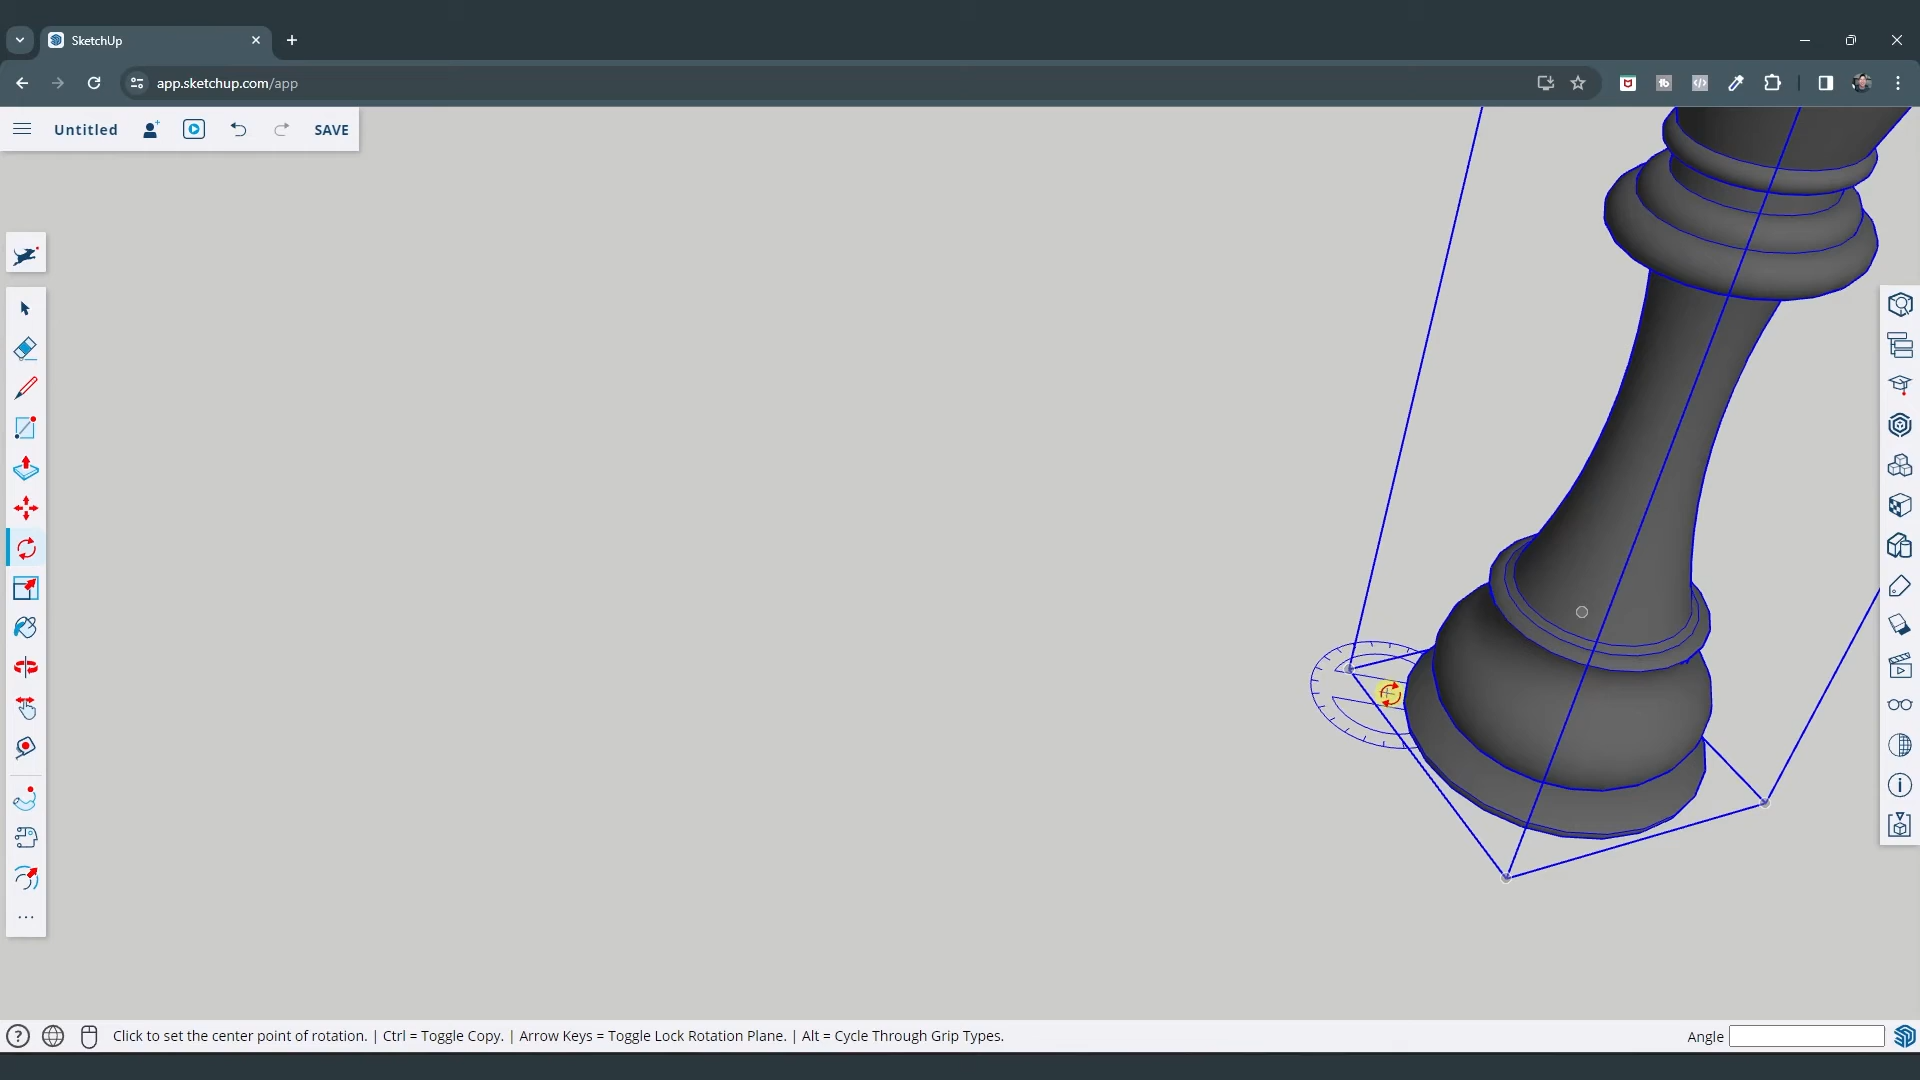 SketchUp
app.sketchup.com/app
Untitled
SAVE
Click to set the center point of rotation. | Ctrl = Toggle Copy. | Arrow Keys = Toggle Lock Rotation Plane. | Alt = Cycle Through Grip Types.
Angle